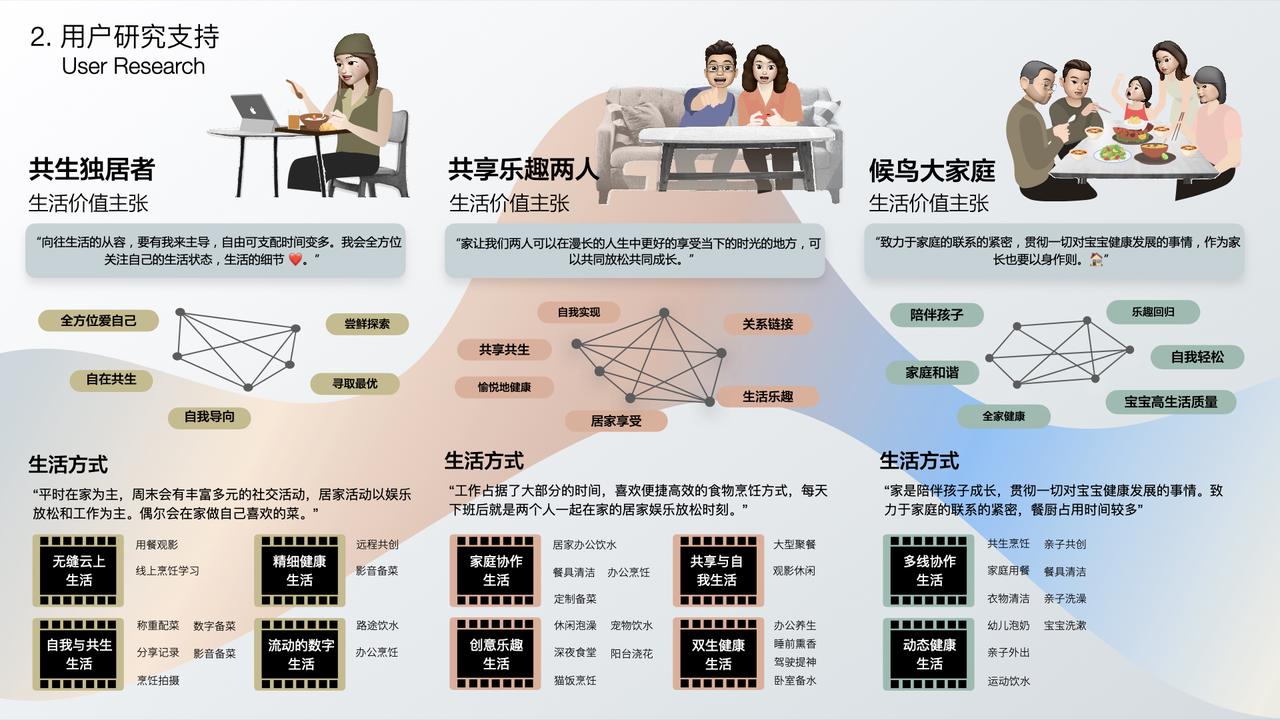 2. 用户研究支持
User Research
共生独居者
生活价值主张
“向往生活的从容，要有我来主导，自由可支配时间变多。我会全方位
关注自己的生活状态，生活的细节 ❤️。”
全方位爱自己
尝鲜探索
自在共生
寻取最优
自我导向
生活方式
“平时在家为主，周末会有丰富多元的社交活动，居家活动以娱乐
放松和工作为主。偶尔会在家做自己喜欢的菜。”
无缝云上
生活
用餐观影
线上烹饪学习
精细健康
生活
远程共创
影音备菜
自我与共生
生活
称重配菜 数字备菜
分享记录 影音备菜
烹饪拍摄
流动的数字
生活
路途饮水
办公烹饪
共享乐趣两人
生活价值主张
“家让我们两人可以在漫长的人生中更好的享受当下的时光的地方，可
以共同放松共同成长。”
自我实现
关系链接
共享共生
愉悦地健康
生活乐趣
居家享受
生活方式
“工作占据了大部分的时间，喜欢便捷高效的食物烹饪方式，每天
下班后就是两个人一起在家的居家娱乐放松时刻。”
家庭协作
生活
居家办公饮水
餐具清洁 办公烹饪
定制备菜
共享与自
我生活
大型聚餐
观影休闲
创意乐趣
生活
休闲泡澡 宠物饮水
深夜食堂 阳台浇花
猫饭烹饪
双生健康
生活
办公养生
睡前熏香
驾驶提神
卧室备水
候鸟大家庭
生活价值主张
“致力于家庭的联系的紧密，贯彻一切对宝宝健康发展的事情，作为家
长也要以身作则。🏠”
陪伴孩子
乐趣回归
自我轻松
家庭和谐
宝宝高生活质量
全家健康
生活方式
“家是陪伴孩子成长，贯彻一切对宝宝健康发展的事情。致
力于家庭的联系的紧密，餐厨占用时间较多”
多线协作
生活
共生烹饪 亲子共创
家庭用餐 餐具清洁
衣物清洁 亲子洗澡
动态健康
生活
幼儿泡奶 宝宝洗漱
亲子外出
运动饮水